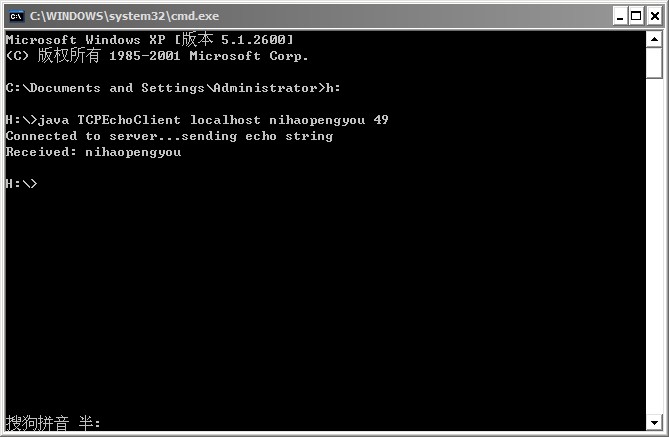 C:\WINDOWS\system32\cmd.exe
Microsoft Windows XP [版本 5.1.2600]
(C) 版权所有 1985-2001 Microsoft Corp.
C:\Documents and Settings\Administrator>h:
H:\>java TCPEchoClient localhost nihaopengyou 49
Connected to server...sending echo string
Received: nihaopengyou
H:\>
搜狗拼音 半: